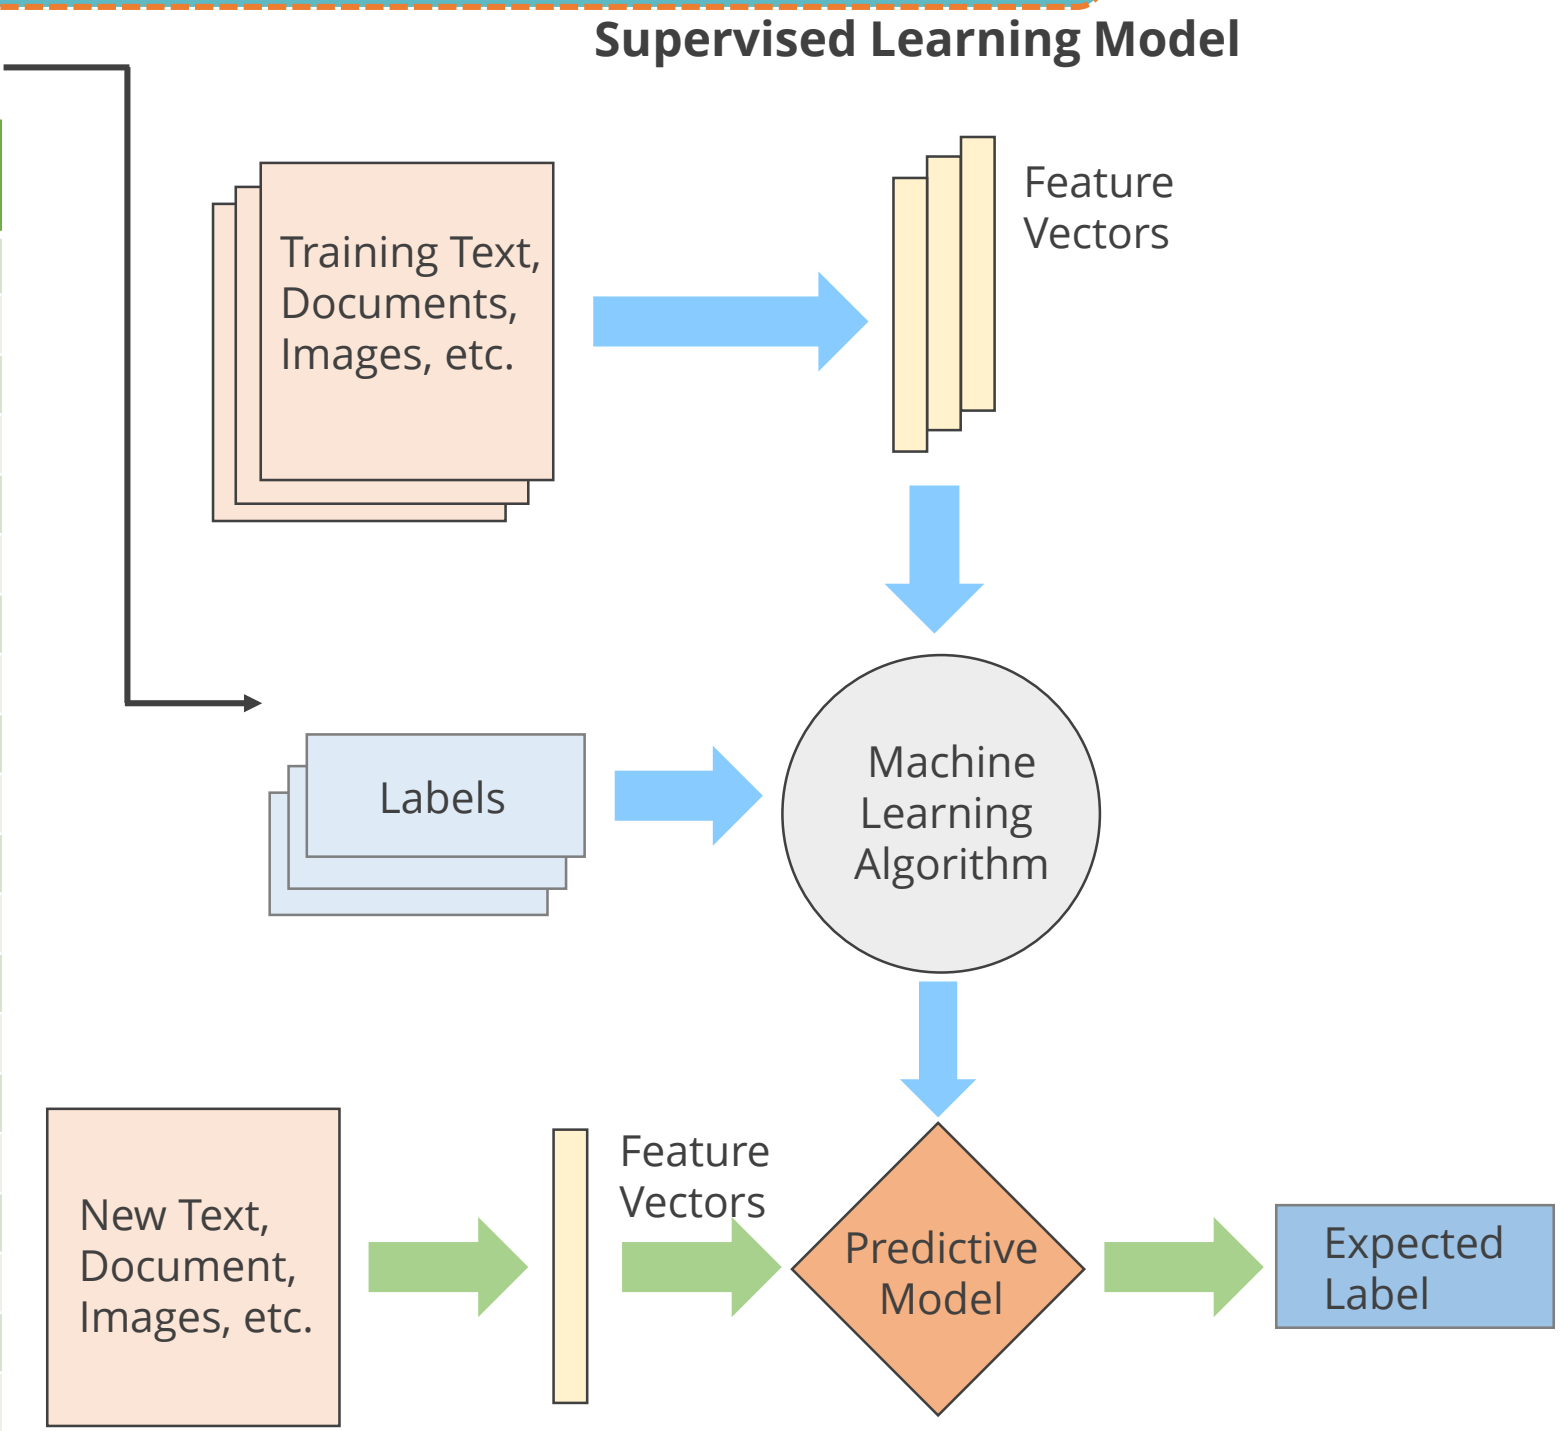 Supervised Learning Model
Training Text,
Documents,
Images, etc.
Feature
Vectors
Labels
Machine
Learning
Algorithm
New Text,
Document,
Images, etc.
Feature
Vectors
Predictive
Model
Expected
Label